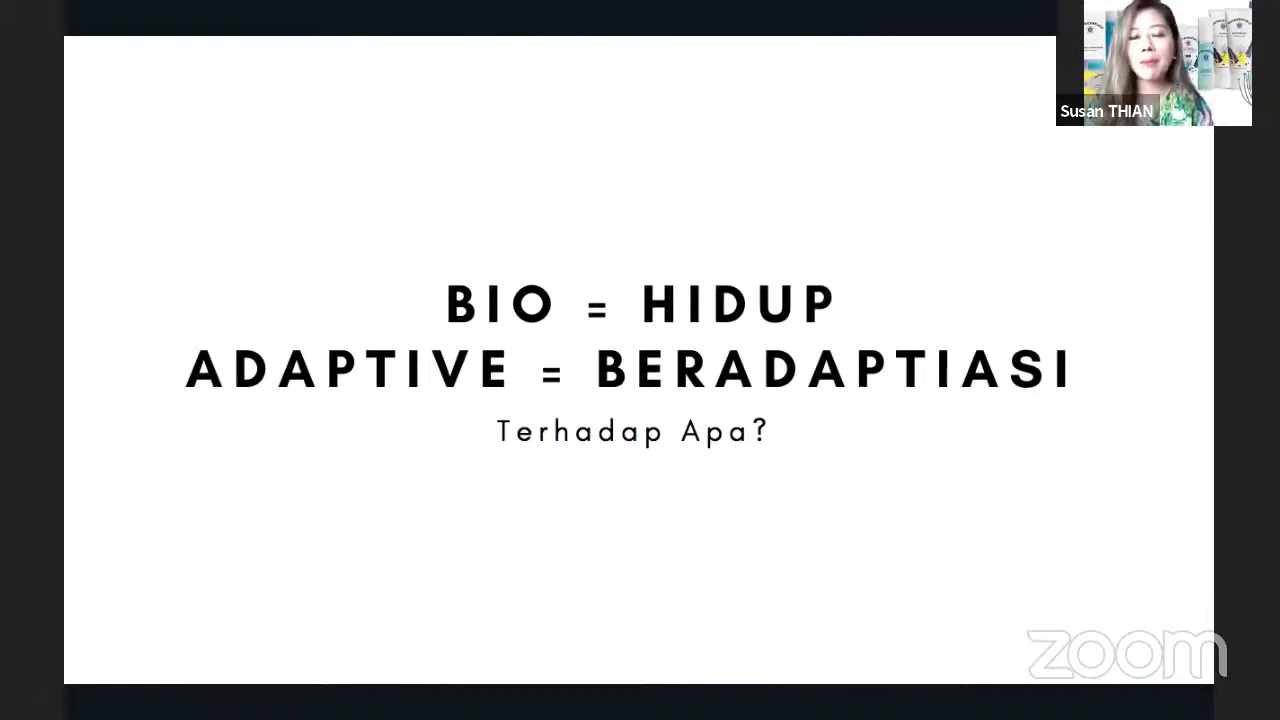 Susan THIAN
BIO = HIDUP
ADAPTIVE = BERADAPTIASI
Terhadap Apa?
zoom